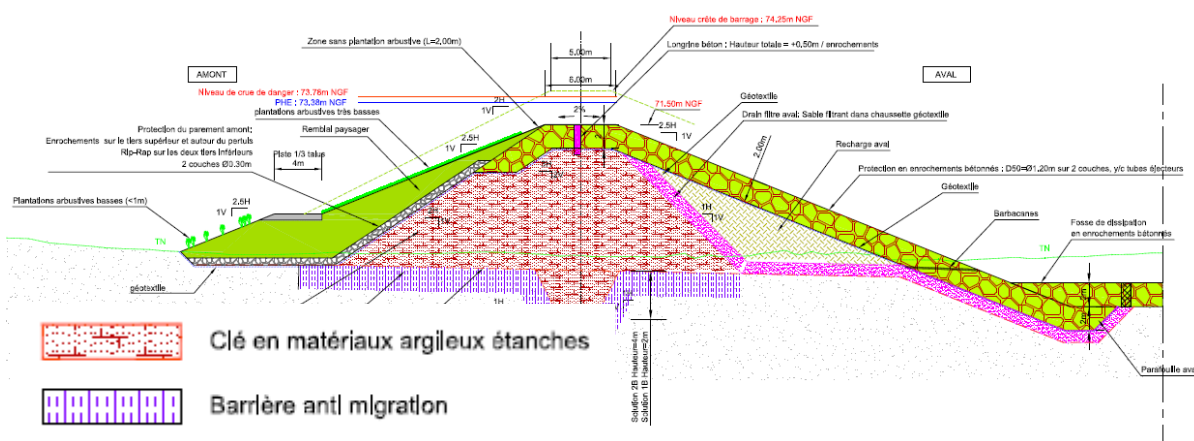 Niveau crête de barrage : 74,25m NGF
Zone sans plantation arbustive (L=2,00m)
Longrine béton : Hauteur totale = +0,50m / enrochements
5,00m
AMONT
AVAL
6,00m
Niveau de crue de danger : 73,76m NGF
PHE : 73,38m NGF
plantations arbustives très basses
2H
1V
2%
71,50m NGF
Géotextile
Drain filtre aval; Sable filtrant dans chaussette géotextile
2.5H
1V
Protection du parement amont;
Enrochements sur le tiers supérieur et autour du pertuis
Rip-Rap sur les deux tiers inférieurs
2 couches Ø0.30m
Remblai paysager
2.5H
1V
2,00m
Recharge aval
Piste 1/3 talus
4m
Protection en enrochements bétonnés ; D50=Ø1,20m sur 2 couches, y/c tubes éjecteurs
Géotextile
Plantations arbustives basses (<1m)
2.5H
1V
1H
1V
Barbacanes
Fosse de dissipation
en enrochements bétonnés
TN
TN
géotextile
1H
2m
2m
Solution 2B Hauteur=4m
Solution 1B Hauteur=2m
Parafouille ava
Clé en matériaux argileux étanches
Barrière anti migration